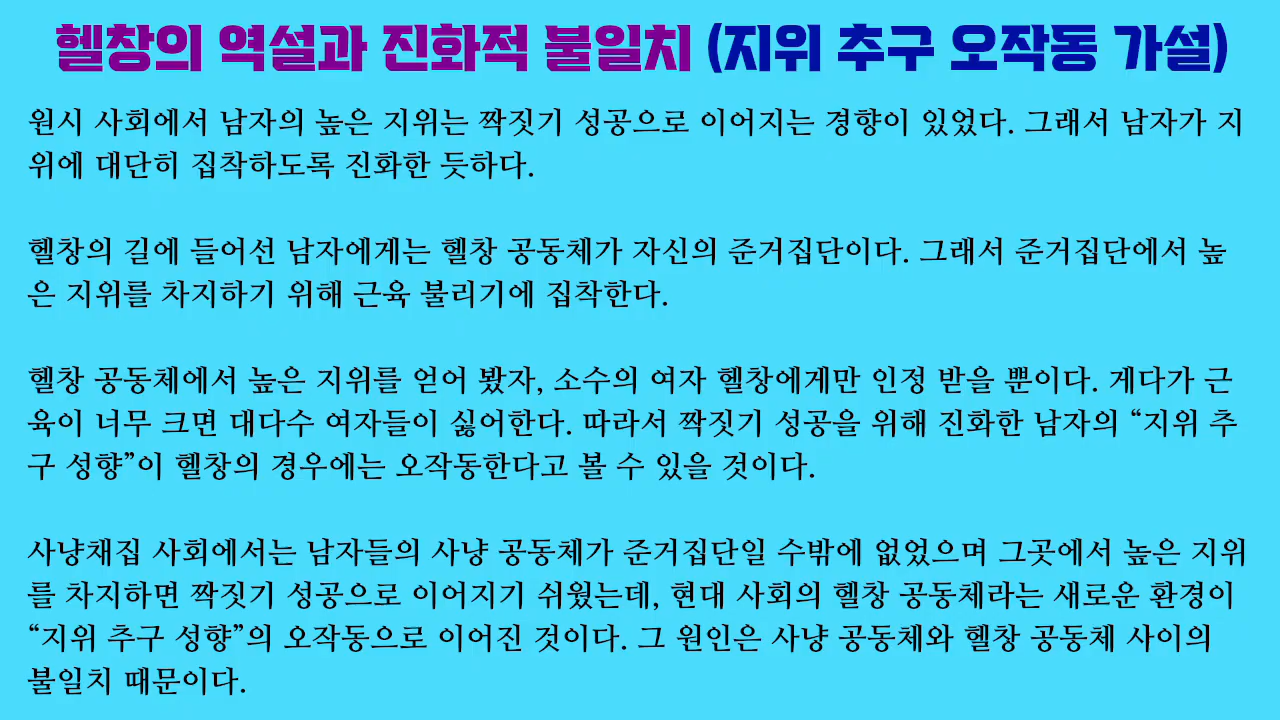 헬창의 역설과 진화적 불일치 (지위 추구 오작동 가설)
원시 사회에서 남자의 높은 지위는 짝짓기 성공으로 이어지는 경향이 있었다. 그래서 남자가 지
위에 대단히 집착하도록 진화한 듯하다.
헬창의 길에 들어선 남자에게는 헬창 공동체가 자신의 준거집단이다. 그래서 준거집단에서 높
은 지위를 차지하기 위해 근육 불리기에 집착한다.
헬창 공동체에서 높은 지위를 얻어 봤자, 소수의 여자 헬창에게만 인정 받을 뿐이다. 게다가 근
육이 너무 크면 대다수 여자들이 싫어한다. 따라서 짝짓기 성공을 위해 진화한 남자의 “지위 추
구 성향”이 헬창의 경우에는 오작동한다고 볼 수 있을 것이다.
사냥채집 사회에서는 남자들의 사냥 공동체가 준거집단일 수밖에 없었으며 그곳에서 높은 지위
를 차지하면 짝짓기 성공으로 이어지기 쉬웠는데, 현대 사회의 헬창 공동체라는 새로운 환경이
“지위 추구 성향”의 오작동으로 이어진 것이다. 그 원인은 사냥 공동체와 헬창 공동체 사이의
불일치 때문이다.